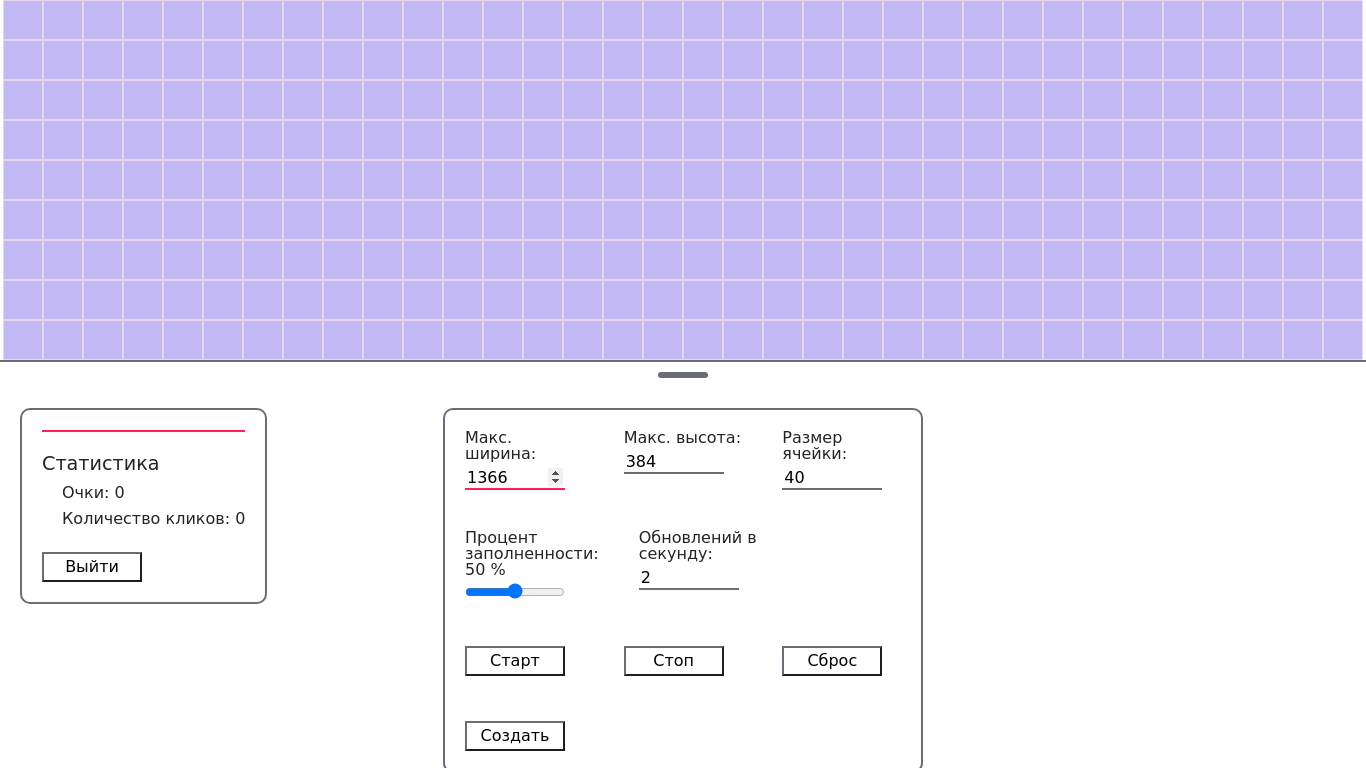 Статистика
Очки: 0
Количество кликов: 0
Выйти
Макс.
ширина:
1366
Макс. высота:
384
Размер
ячейки:
40
Процент
заполненности:
50 %
Обновлений в
секунду:
2
Старт
Стоп
Сброс
Создать